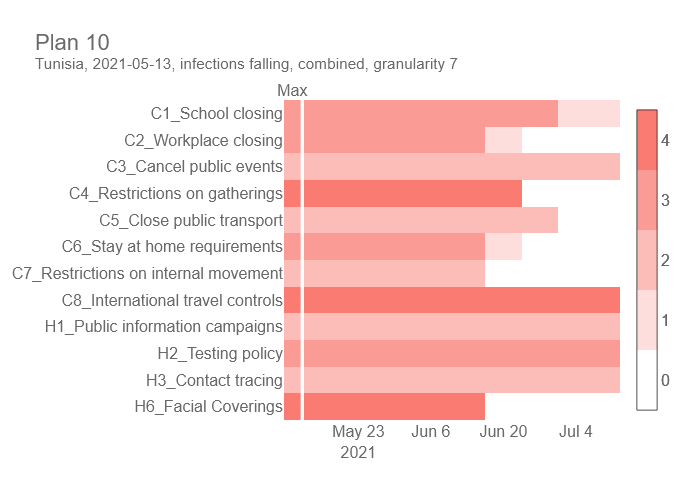 Plan 10
Tunisia, 2021-05-13, infections falling, combined, granularity 7
Max
C1_School closing
C2_Workplace closing
C3_Cancel public events
C4_Restrictions on gatherings
C5_Close public transport
C6_Stay at home requirements
C7_Restrictions on internal movement
C8_International travel controls
H1_Public information campaigns
H2_Testing policy
H3_Contact tracing
H6_Facial Coverings
May 23 Jun 6 Jun 20 Jul 4
2021
4
3
2
1
0